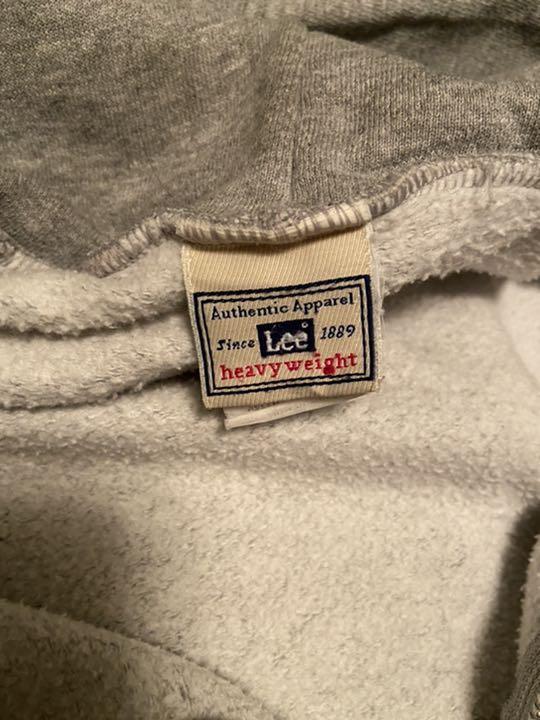 Authentic Apparel
Since Lee® 1889
heavyweight